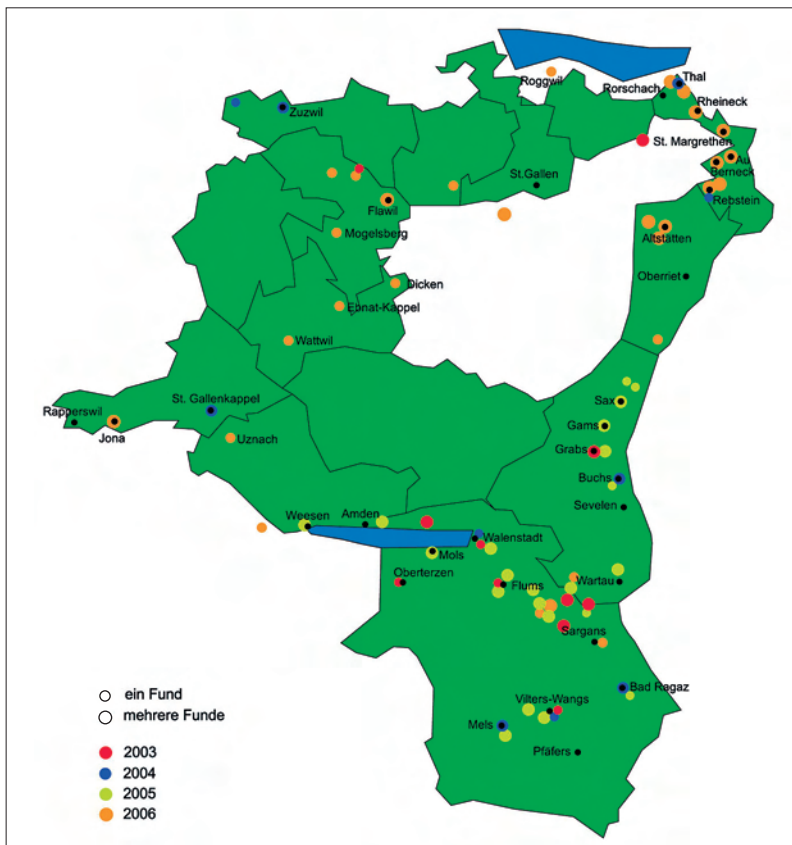 Roggwil
Thal
Rorschach
Rheineck
Zuzwil
St. Margrethen
Au
Berneck
St.Gallen
Rebstein
Flawil
Mogelsberg
Altstätten
Oberriet
Dicken
Ebnat-Kappel
Wattwil
St. Gallenkappel
Sax
Rapperswil
Jona
Gams
Uznach
Grabs
Buchs
Sevelen
Weesen
Amden
Walenstadt
Mols
Oberterzen
Flums
Wartau
Sargans
Bad Ragaz
Vilters-Wangs
Mels
Pfäfers
ein Fund
mehrere Funde
2003
2004
2005
2006